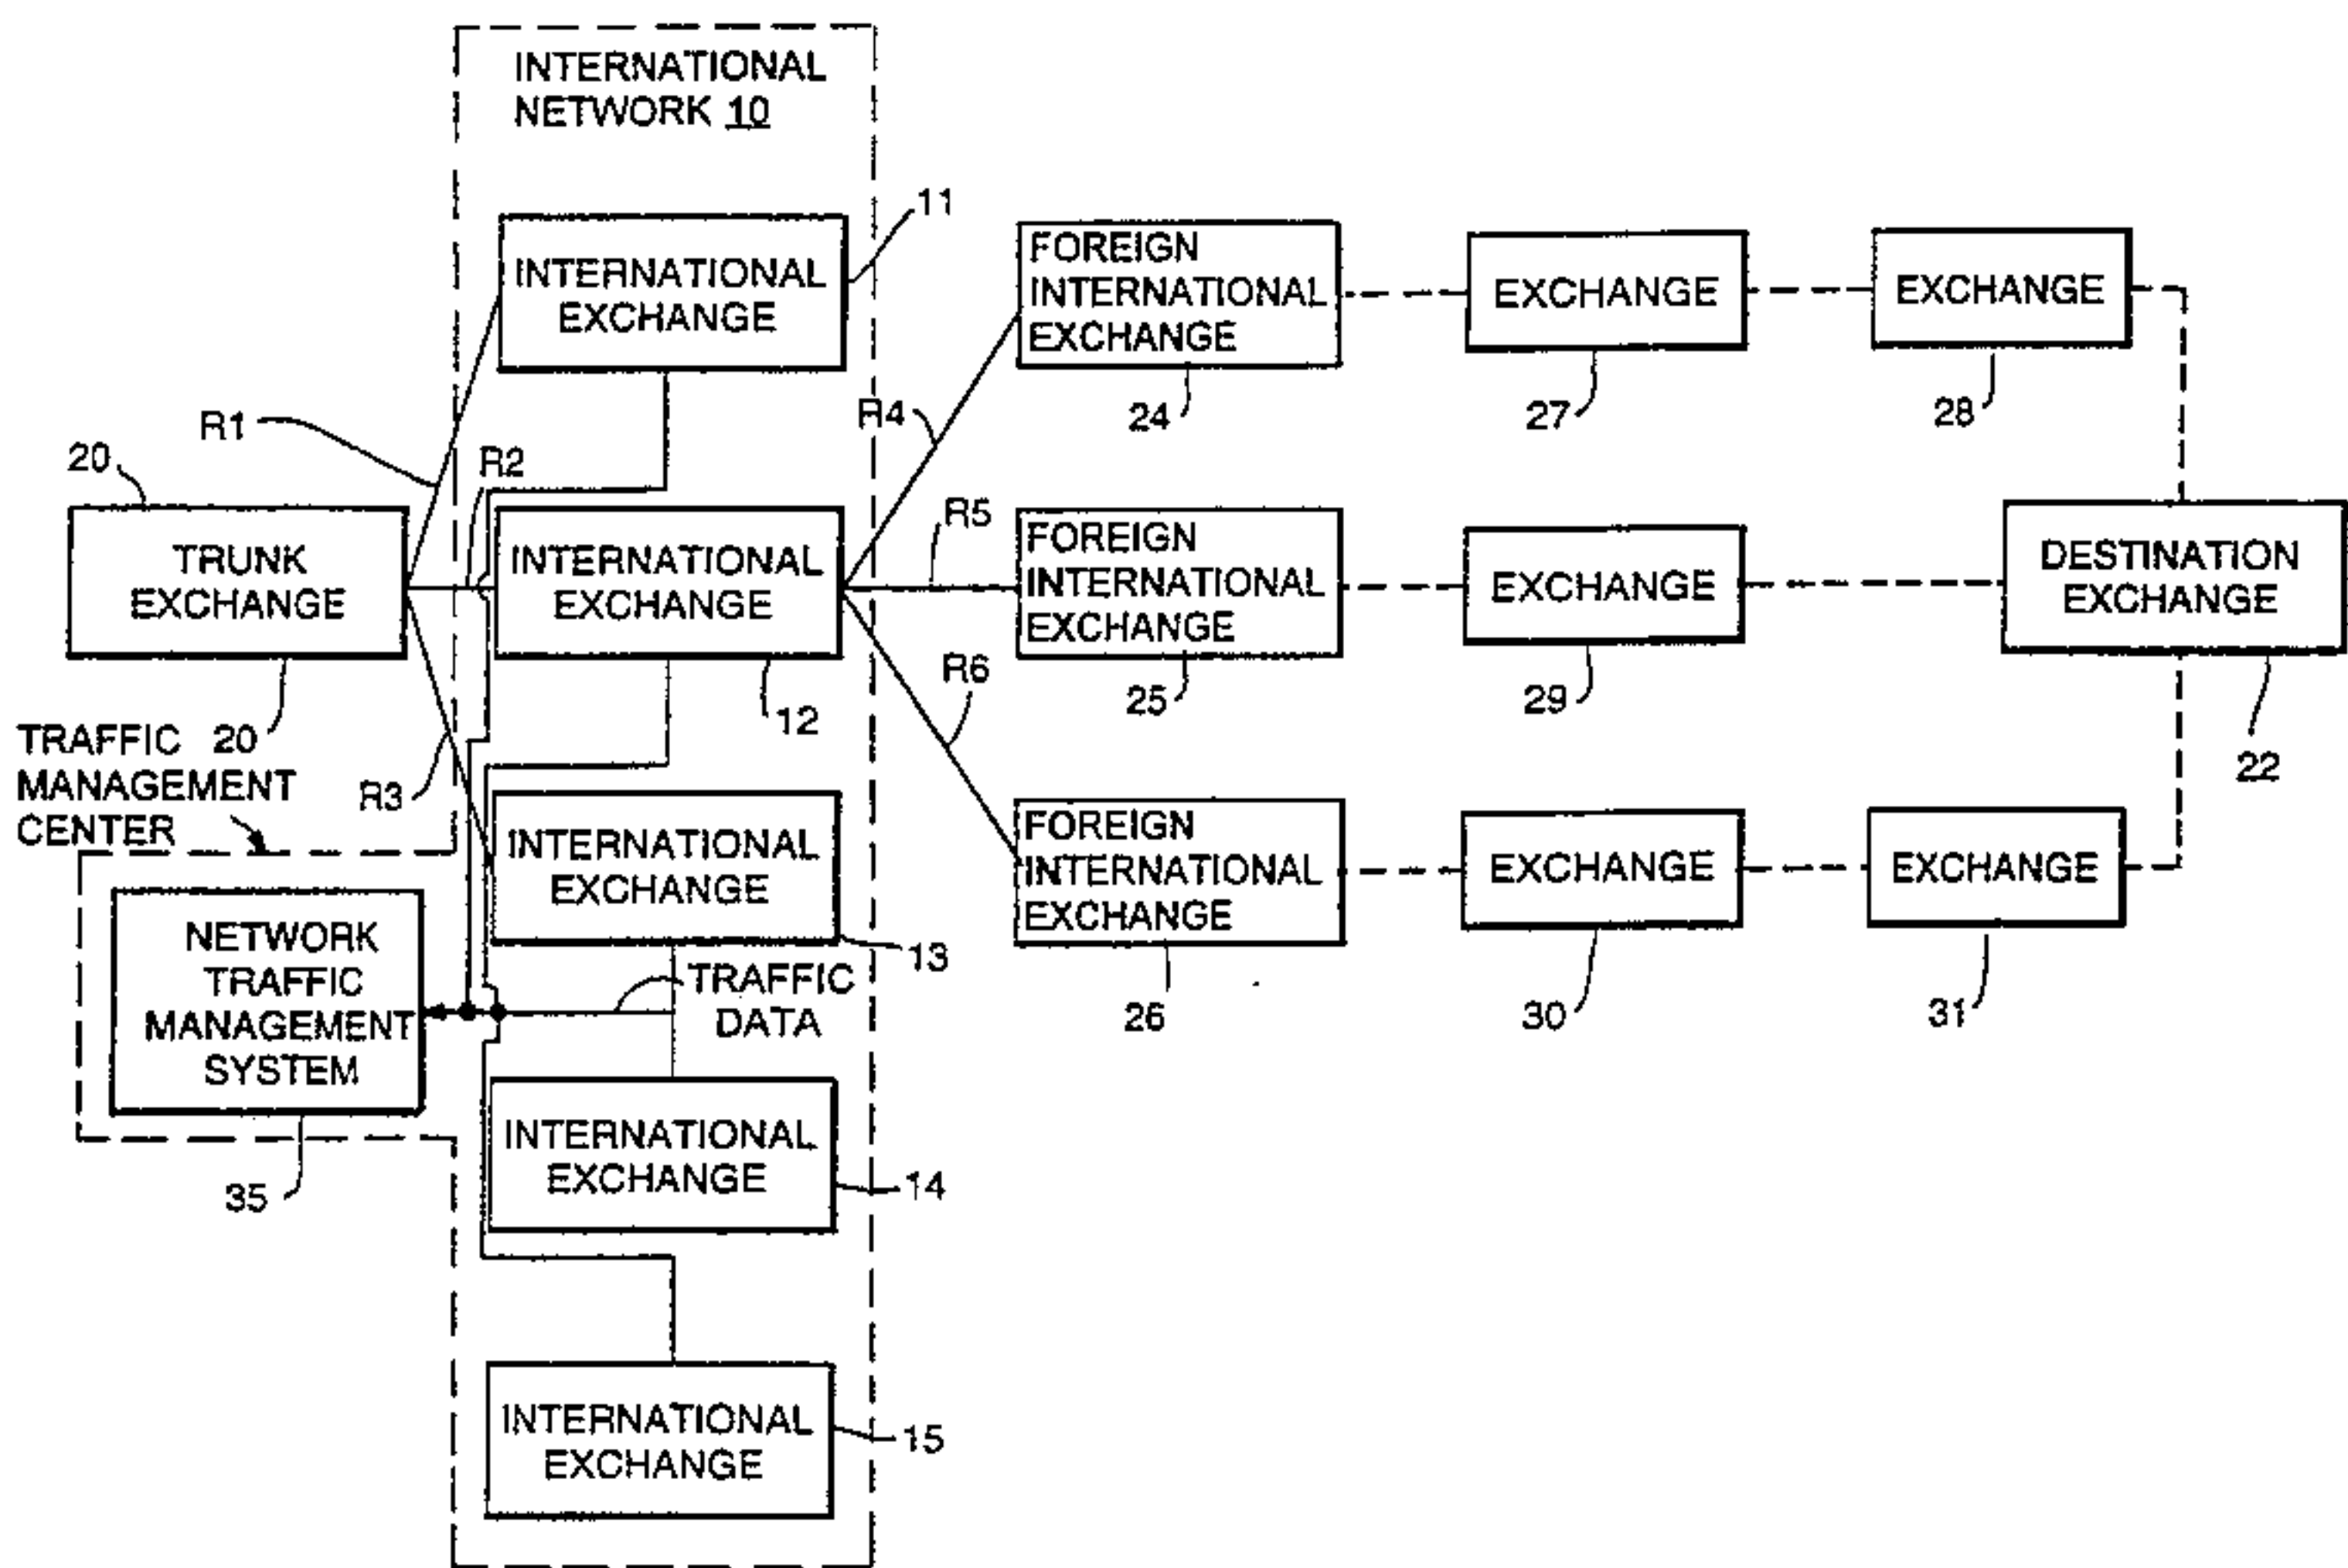 INTERNATIONAL
NETWORK 10
11
INTERNATIONAL
EXCHANGE
FOREIGN
INTERNATIONAL
EXCHANGE
24
EXCHANGE
27
EXCHANGE
28
R1
R2
R4
20
TRUNK
EXCHANGE
20
INTERNATIONAL
EXCHANGE
12
R5
FOREIGN
INTERNATIONAL
EXCHANGE
25
EXCHANGE
29
DESTINATION
EXCHANGE
22
R6
TRAFFIC
MANAGEMENT
CENTER
R3
INTERNATIONAL
EXCHANGE
13
FOREIGN
INTERNATIONAL
EXCHANGE
26
EXCHANGE
30
EXCHANGE
31
NETWORK
TRAFFIC
MANAGEMENT
SYSTEM
35
TRAFFIC
DATA
INTERNATIONAL
EXCHANGE
14
INTERNATIONAL
EXCHANGE
15